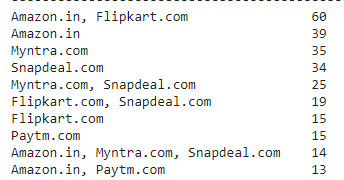 Amazon.in, Flipkart.com 60
Amazon.in 39
Myntra.com 35
Snapdeal.com 34
Myntra.com, Snapdeal.com 25
Flipkart.com, Snapdeal.com 19
Flipkart.com 15
Paytm.com 15
Amazon.in, Myntra.com, Snapdeal.com 14
Amazon.in, Paytm.com 13